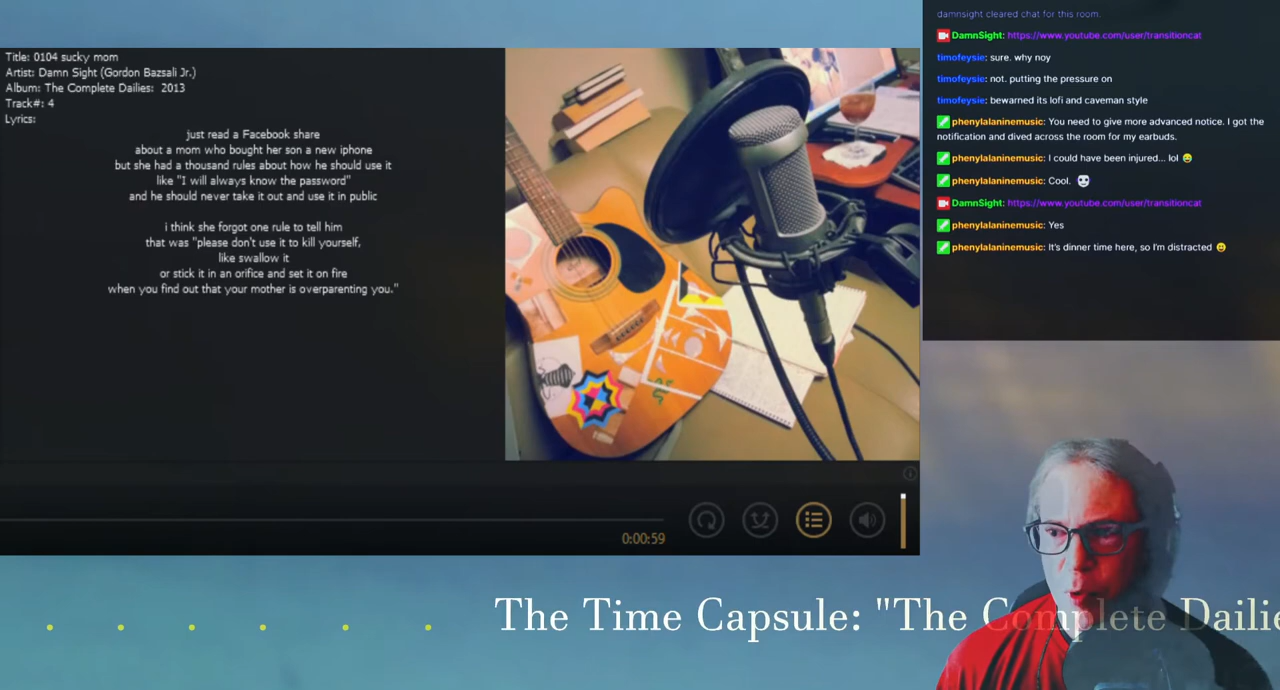 Title: 0104 sucky mom
Artist: Damn Sight (Gordon Bazsali Jr.)
Album: The Complete Dailies:  2013
Track#: 4
Lyrics:
just read a Facebook share
about a mom who bought her son a new iphone
but she had a thousand rules about how he should use it
like "I will always know the password"
and he should never take it out and use it in public
i think she forgot one rule to tell him
that was "please don't use it to kill yourself,
like swallow it
or stick it in an orifice and set it on fire
when you find out that your mother is overparenting you."
0:00:59
damnsight cleared chat for this room.
DamnSight: https://www.youtube.com/user/transitioncat
timofeysie: sure. why noy
timofeysie: not. putting the pressure on
timofeysie: bewarned its lofi and caveman style
phenylalaninemusic: You need to give more advanced notice. I got the
notification and dived across the room for my earbuds.
phenylalaninemusic: I could have been injured... lol 😂
phenylalaninemusic: Cool.
DamnSight: https://www.youtube.com/user/transitioncat
phenylalaninemusic: Yes
phenylalaninemusic: It's dinner time here, so I'm distracted 😛
The Time Capsule: "The Complete Dailie